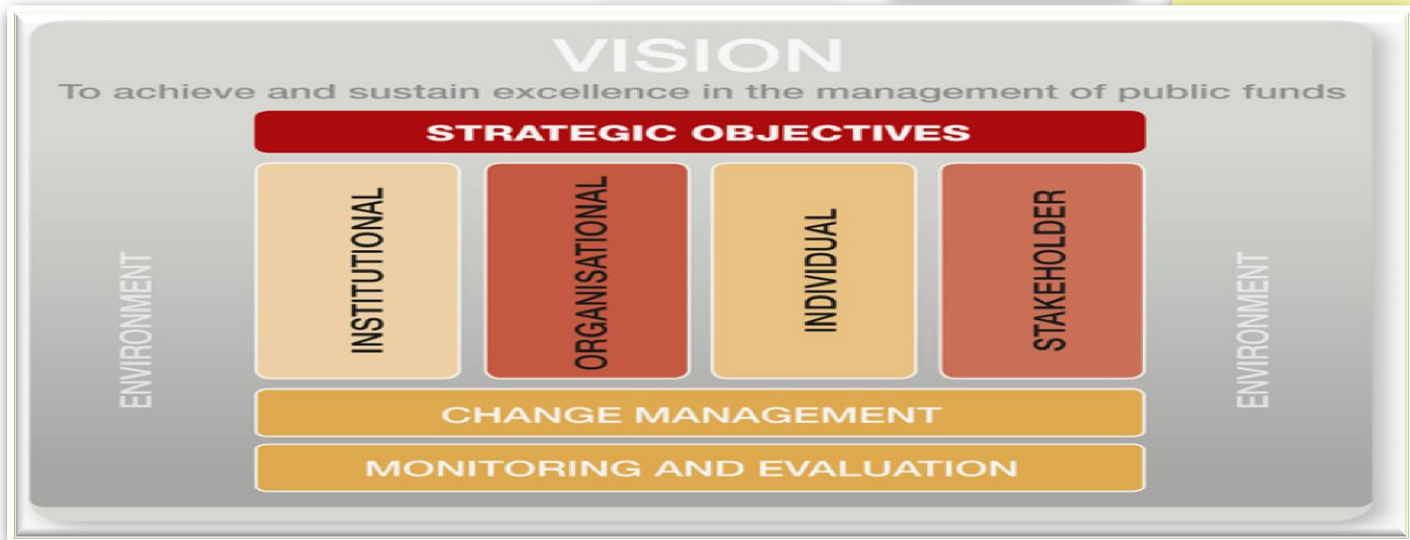 VISION
To achieve and sustain excellence in the management of public funds
STRATEGIC OBJECTIVES
ENVIRONMENT
INSTITUTIONAL
ORGANISATIONAL
INDIVIDUAL
STAKEHOLDER
ENVIRONMENT
CHANGE MANAGEMENT
MONITORING AND EVALUATION